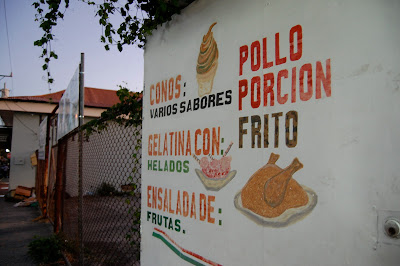 CONOS:
VARIOS SABORES
GELATINA CON:
HELADOS
ENSALADA DE:
FRUTAS.
POLLO
PORCION
FRITO